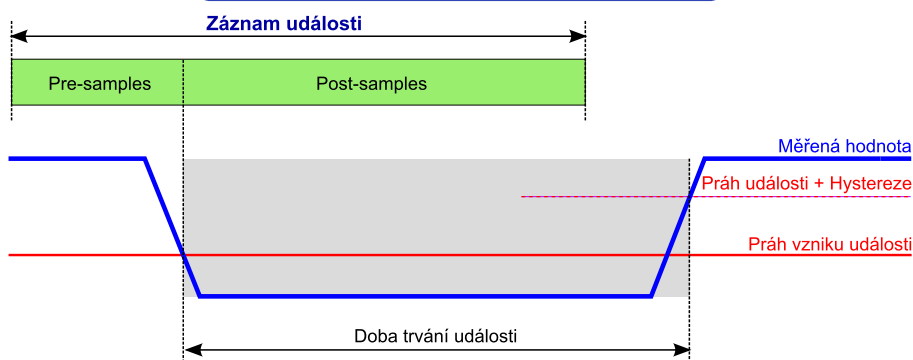 Záznam události
Pre-samples
Post-samples
Měřená hodnota
Práh události + Hystereze
Práh vzniku události
Doba trvání události